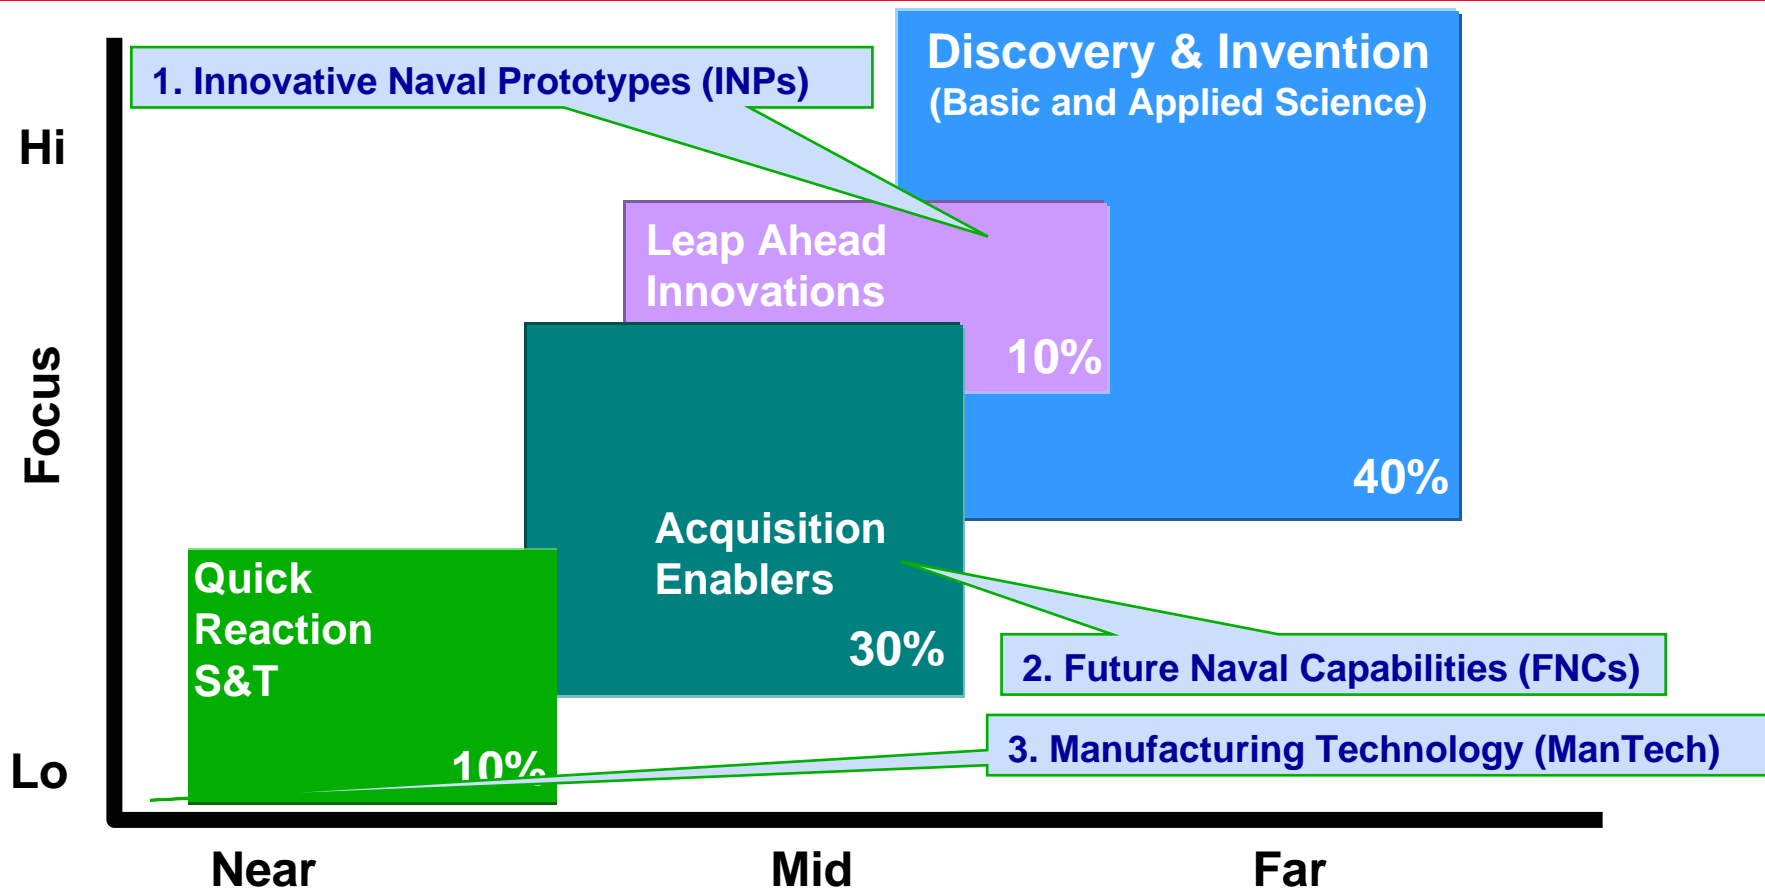 Discovery & Invention
(Basic and Applied Science)
1. Innovative Naval Prototypes (INPs)
Hi
Leap Ahead
Innovations
10%
Focus
40%
Acquisition
Enablers
30%
Quick
Reaction
S&T
10%
2. Future Naval Capabilities (FNCs)
3. Manufacturing Technology (ManTech)
Lo
Near
Mid
Far